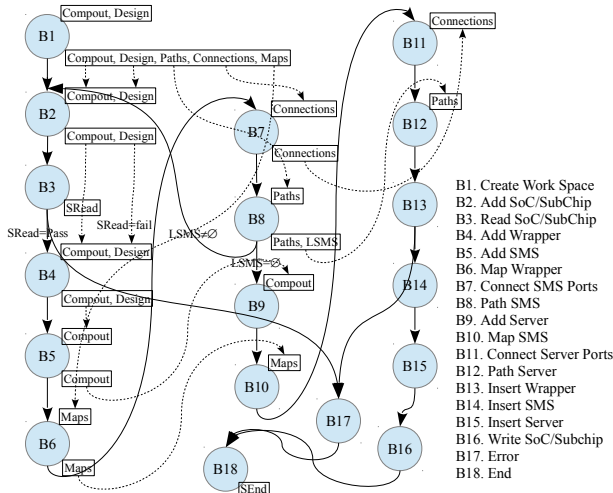 Compout, Design
B1
Compout, Design, Paths, Connections, Maps
Compout, Design
B2
Compout, Design
B3
SRead
SRead=Pass
SRead=fail
Compout, Design
B4
Compout, Design
Compout
B5
Compout
Maps
B6
Maps
LSMS≠∅
Connections
B7
Connections
Paths
B8
Paths, LSMS
LSMS=∅
Compout
B9
Maps
B10
B17
B18
SEnd
Connections
B11
Paths
B12
B13
B14
B15
B16
B1. Create Work Space
B2. Add SoC/SubChip
B3. Read SoC/SubChip
B4. Add Wrapper
B5. Add SMS
B6. Map Wrapper
B7. Connect SMS Ports
B8. Path SMS
B9. Add Server
B10. Map SMS
B11. Connect Server Ports
B12. Path Server
B13. Insert Wrapper
B14. Insert SMS
B15. Insert Server
B16. Write SoC/Subchip
B17. Error
B18. End